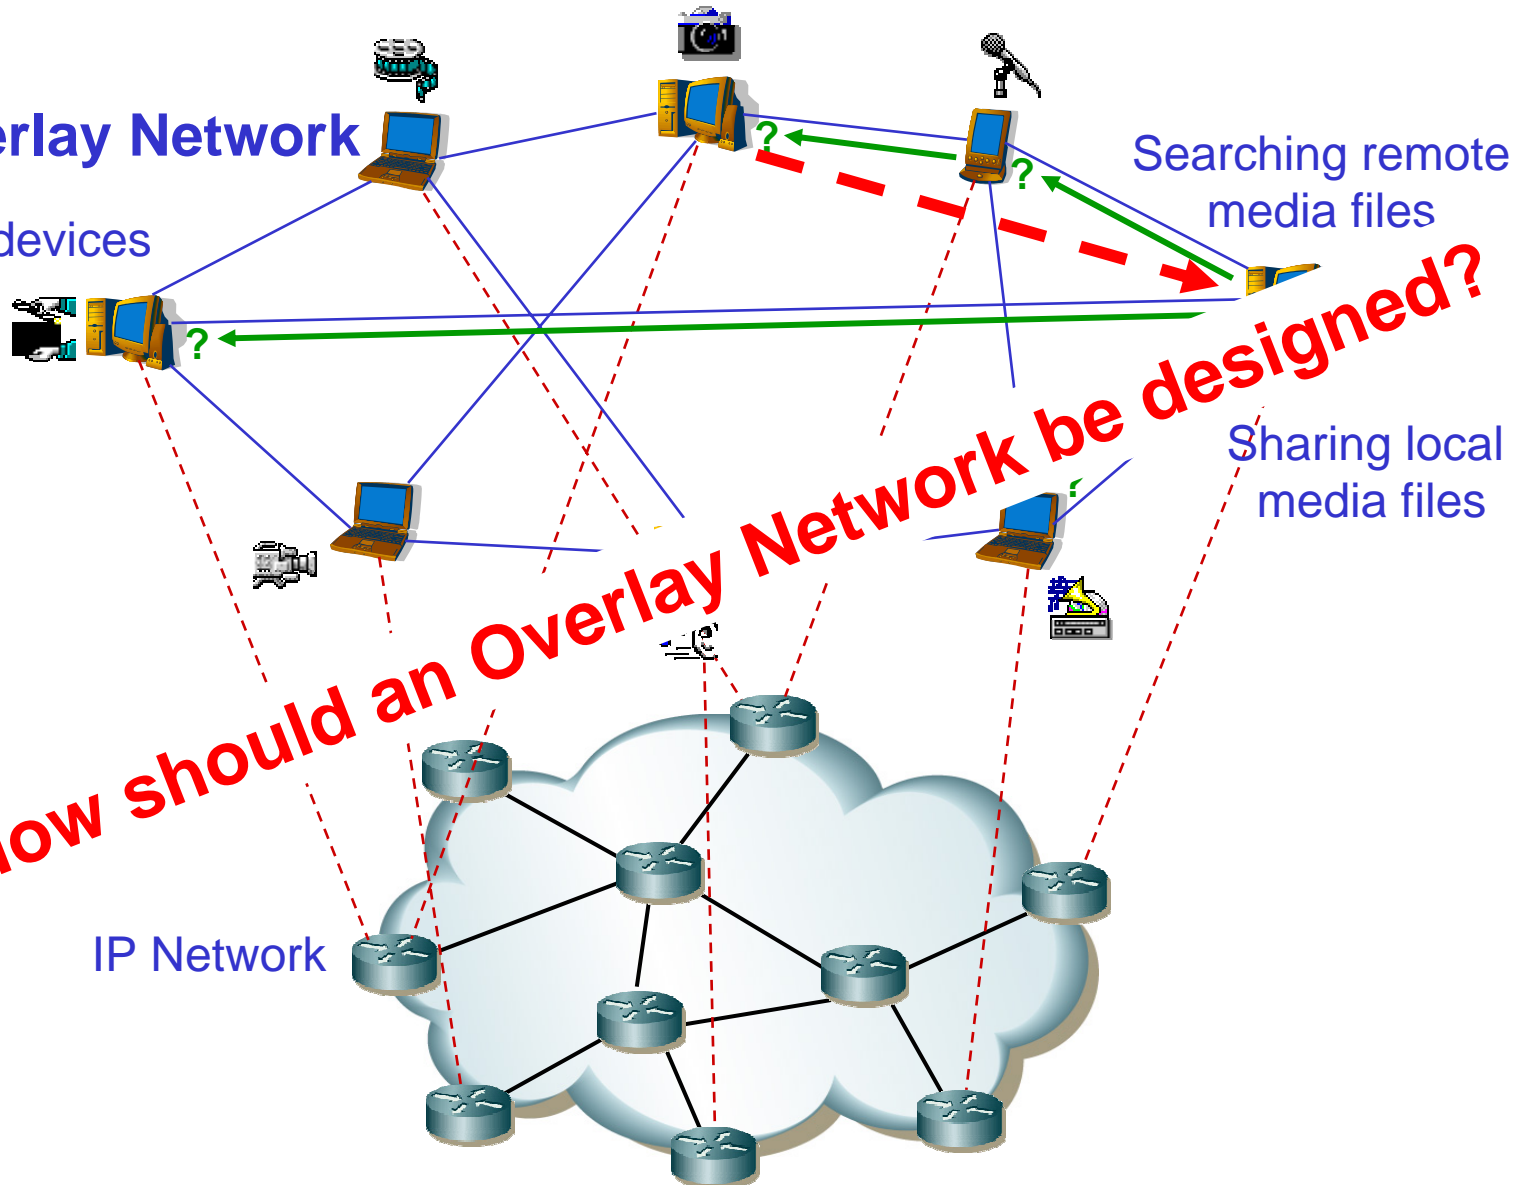 erlay Network
devices
Searching remote
media files
?
?
?
?
How should an Overlay Network be designed?
Sharing local
media files
IP Network